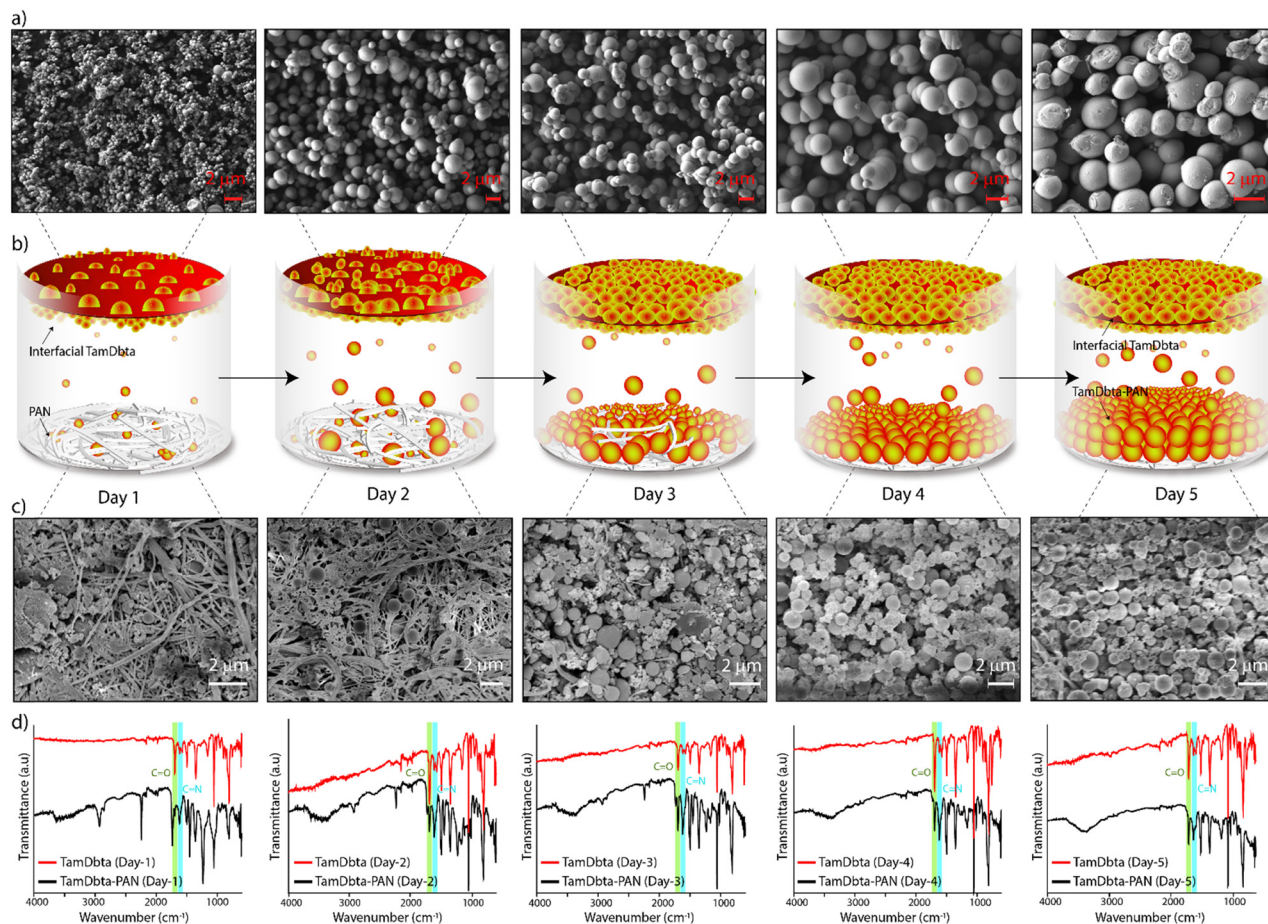 a)
2 µm
2 µm
2 µm
2 µm
2 µm
b)
Interfacial TamDbta
PAN
Interfacial TamDbta
TamDbta-PAN
Day 1
Day 2
Day 3
Day 4
Day 5
c)
2 µm
2 µm
2 µm
2 µm
2 µm
d)
Transmittance (a.u)
C=O
C=N
TamDbta (Day-1)
TamDbta-PAN (Day-1)
4000 3000 2000 1000
Wavenumber (cm⁻¹)
Transmittance (a.u)
C=O
C=N
TamDbta (Day-2)
TamDbta-PAN (Day-2)
4000 3000 2000 1000
Wavenumber (cm⁻¹)
Transmittance (a.u)
C=O
C=N
TamDbta (Day-3)
TamDbta-PAN (Day-3)
4000 3000 2000 1000
Wavenumber (cm⁻¹)
Transmittance (a.u)
C=O
C=N
TamDbta (Day-4)
TamDbta-PAN (Day-4)
4000 3000 2000 1000
Wavenumber (cm⁻¹)
Transmittance (a.u)
C=O
C=N
TamDbta (Day-5)
TamDbta-PAN (Day-5)
4000 3000 2000 1000
Wavenumber (cm⁻¹)